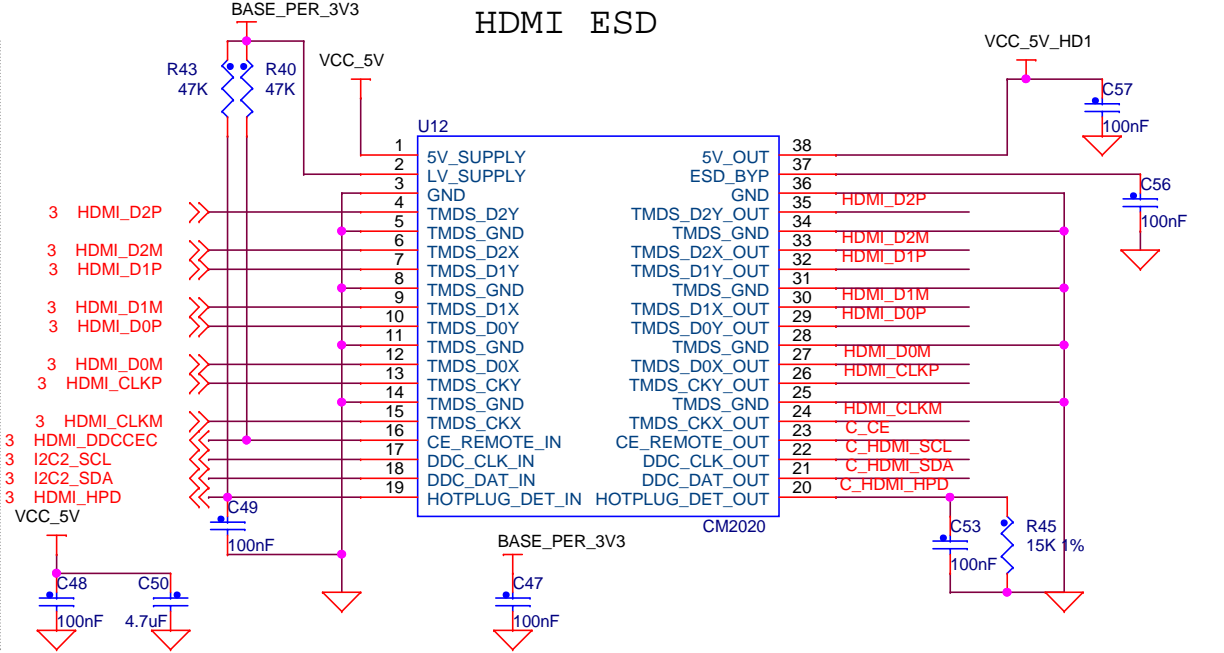 HDMI ESD
BASE_PER_3V3
R43
47K
R40
47K
VCC_5V
VCC_5V_HD1
C57
100nF
C56
100nF
U12
1 5V_SUPPLY 5V_OUT 38
2 LV_SUPPLY ESD_BYP 37
3 GND GND 36
3 HDMI_D2P 4 TMDS_D2Y TMDS_D2Y_OUT 35 HDMI_D2P
5 TMDS_GND TMDS_GND 34
3 HDMI_D2M 6 TMDS_D2X TMDS_D2X_OUT 33 HDMI_D2M
3 HDMI_D1P 7 TMDS_D1Y TMDS_D1Y_OUT 32 HDMI_D1P
8 TMDS_GND TMDS_GND 31
3 HDMI_D1M 9 TMDS_D1X TMDS_D1X_OUT 30 HDMI_D1M
3 HDMI_D0P 10 TMDS_D0Y TMDS_D0Y_OUT 29 HDMI_D0P
11 TMDS_GND TMDS_GND 28
3 HDMI_D0M 12 TMDS_D0X TMDS_D0X_OUT 27 HDMI_D0M
3 HDMI_CLKP 13 TMDS_CKY TMDS_CKY_OUT 26 HDMI_CLKP
14 TMDS_GND TMDS_GND 25
3 HDMI_CLKM 15 TMDS_CKX TMDS_CKX_OUT 24 HDMI_CLKM
3 HDMI_DDCCEC 16 CE_REMOTE_IN CE_REMOTE_OUT 23 C_CE
3 I2C2_SCL 17 DDC_CLK_IN DDC_CLK_OUT 22 C_HDMI_SCL
3 I2C2_SDA 18 DDC_DAT_IN DDC_DAT_OUT 21 C_HDMI_SDA
3 HDMI_HPD 19 HOTPLUG_DET_IN HOTPLUG_DET_OUT 20 C_HDMI_HPD
CM2020
C49
100nF
VCC_5V
C48
100nF
C50
4.7uF
BASE_PER_3V3
C47
100nF
C53
100nF
R45
15K 1%